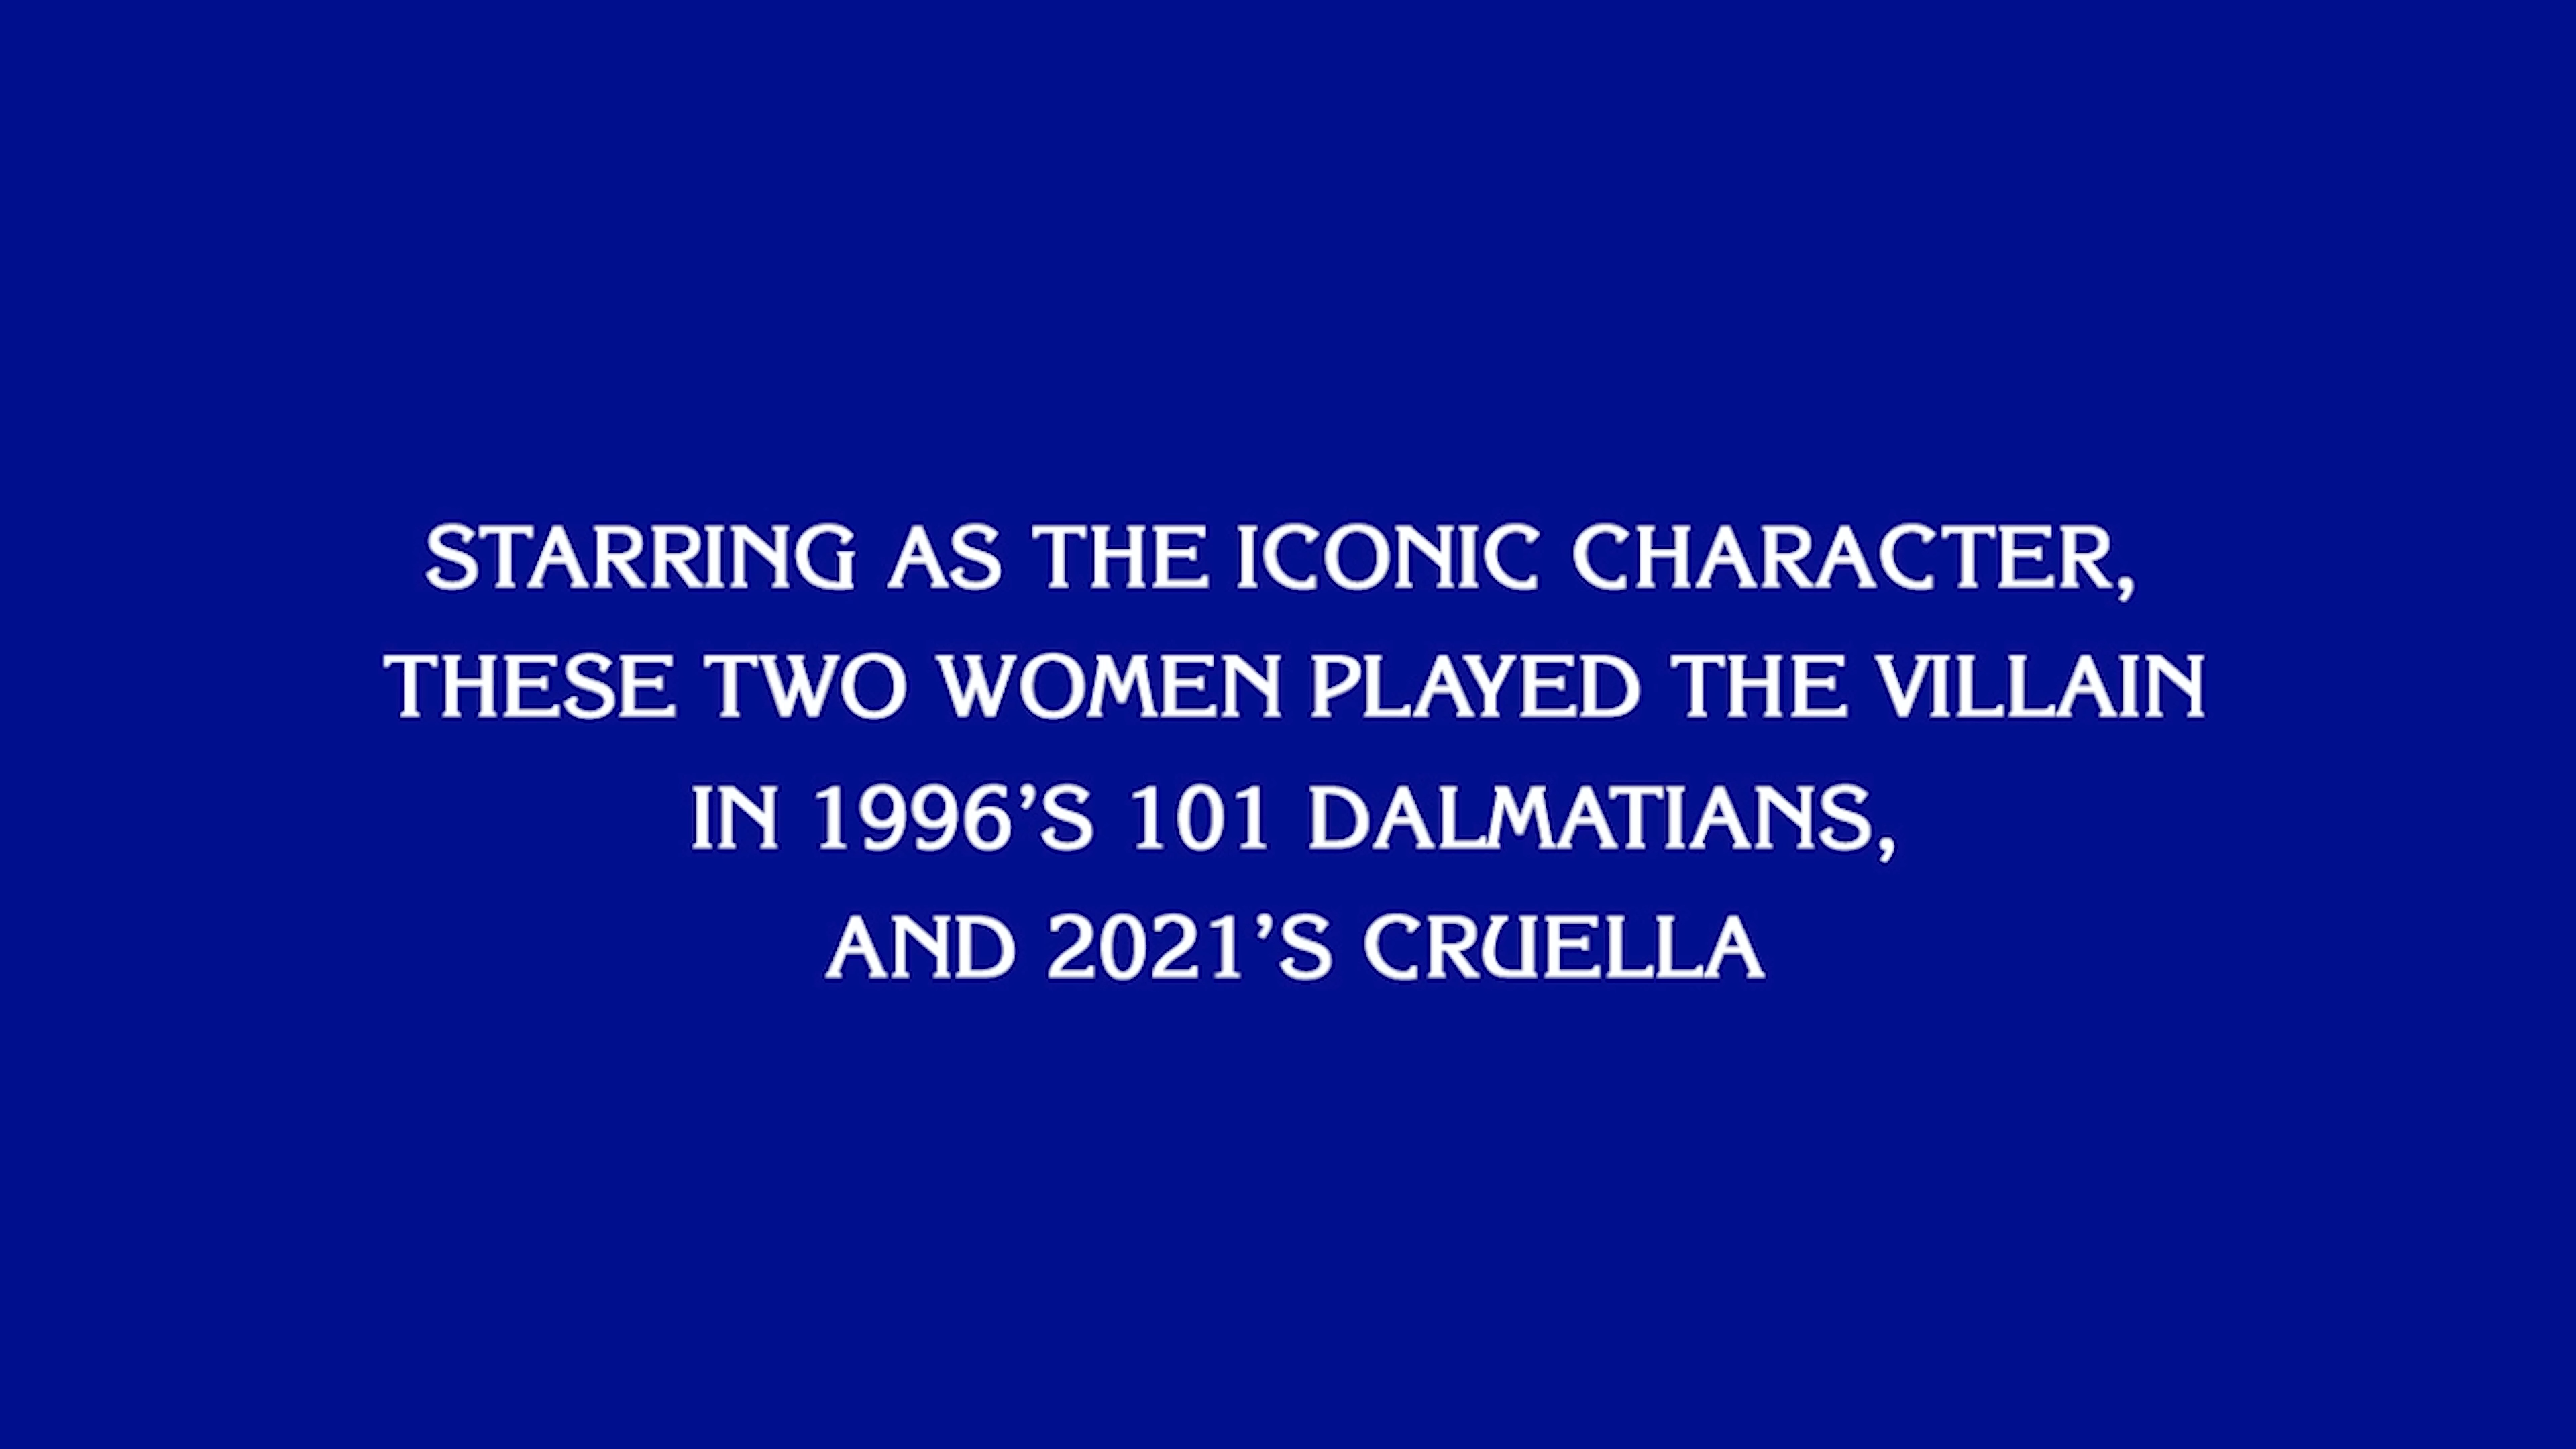 STARRING AS THE ICONIC CHARACTER,
THESE TWO WOMEN PLAYED THE VILLAIN
IN 1996’S 101 DALMATIANS,
AND 2021’S CRUELLA